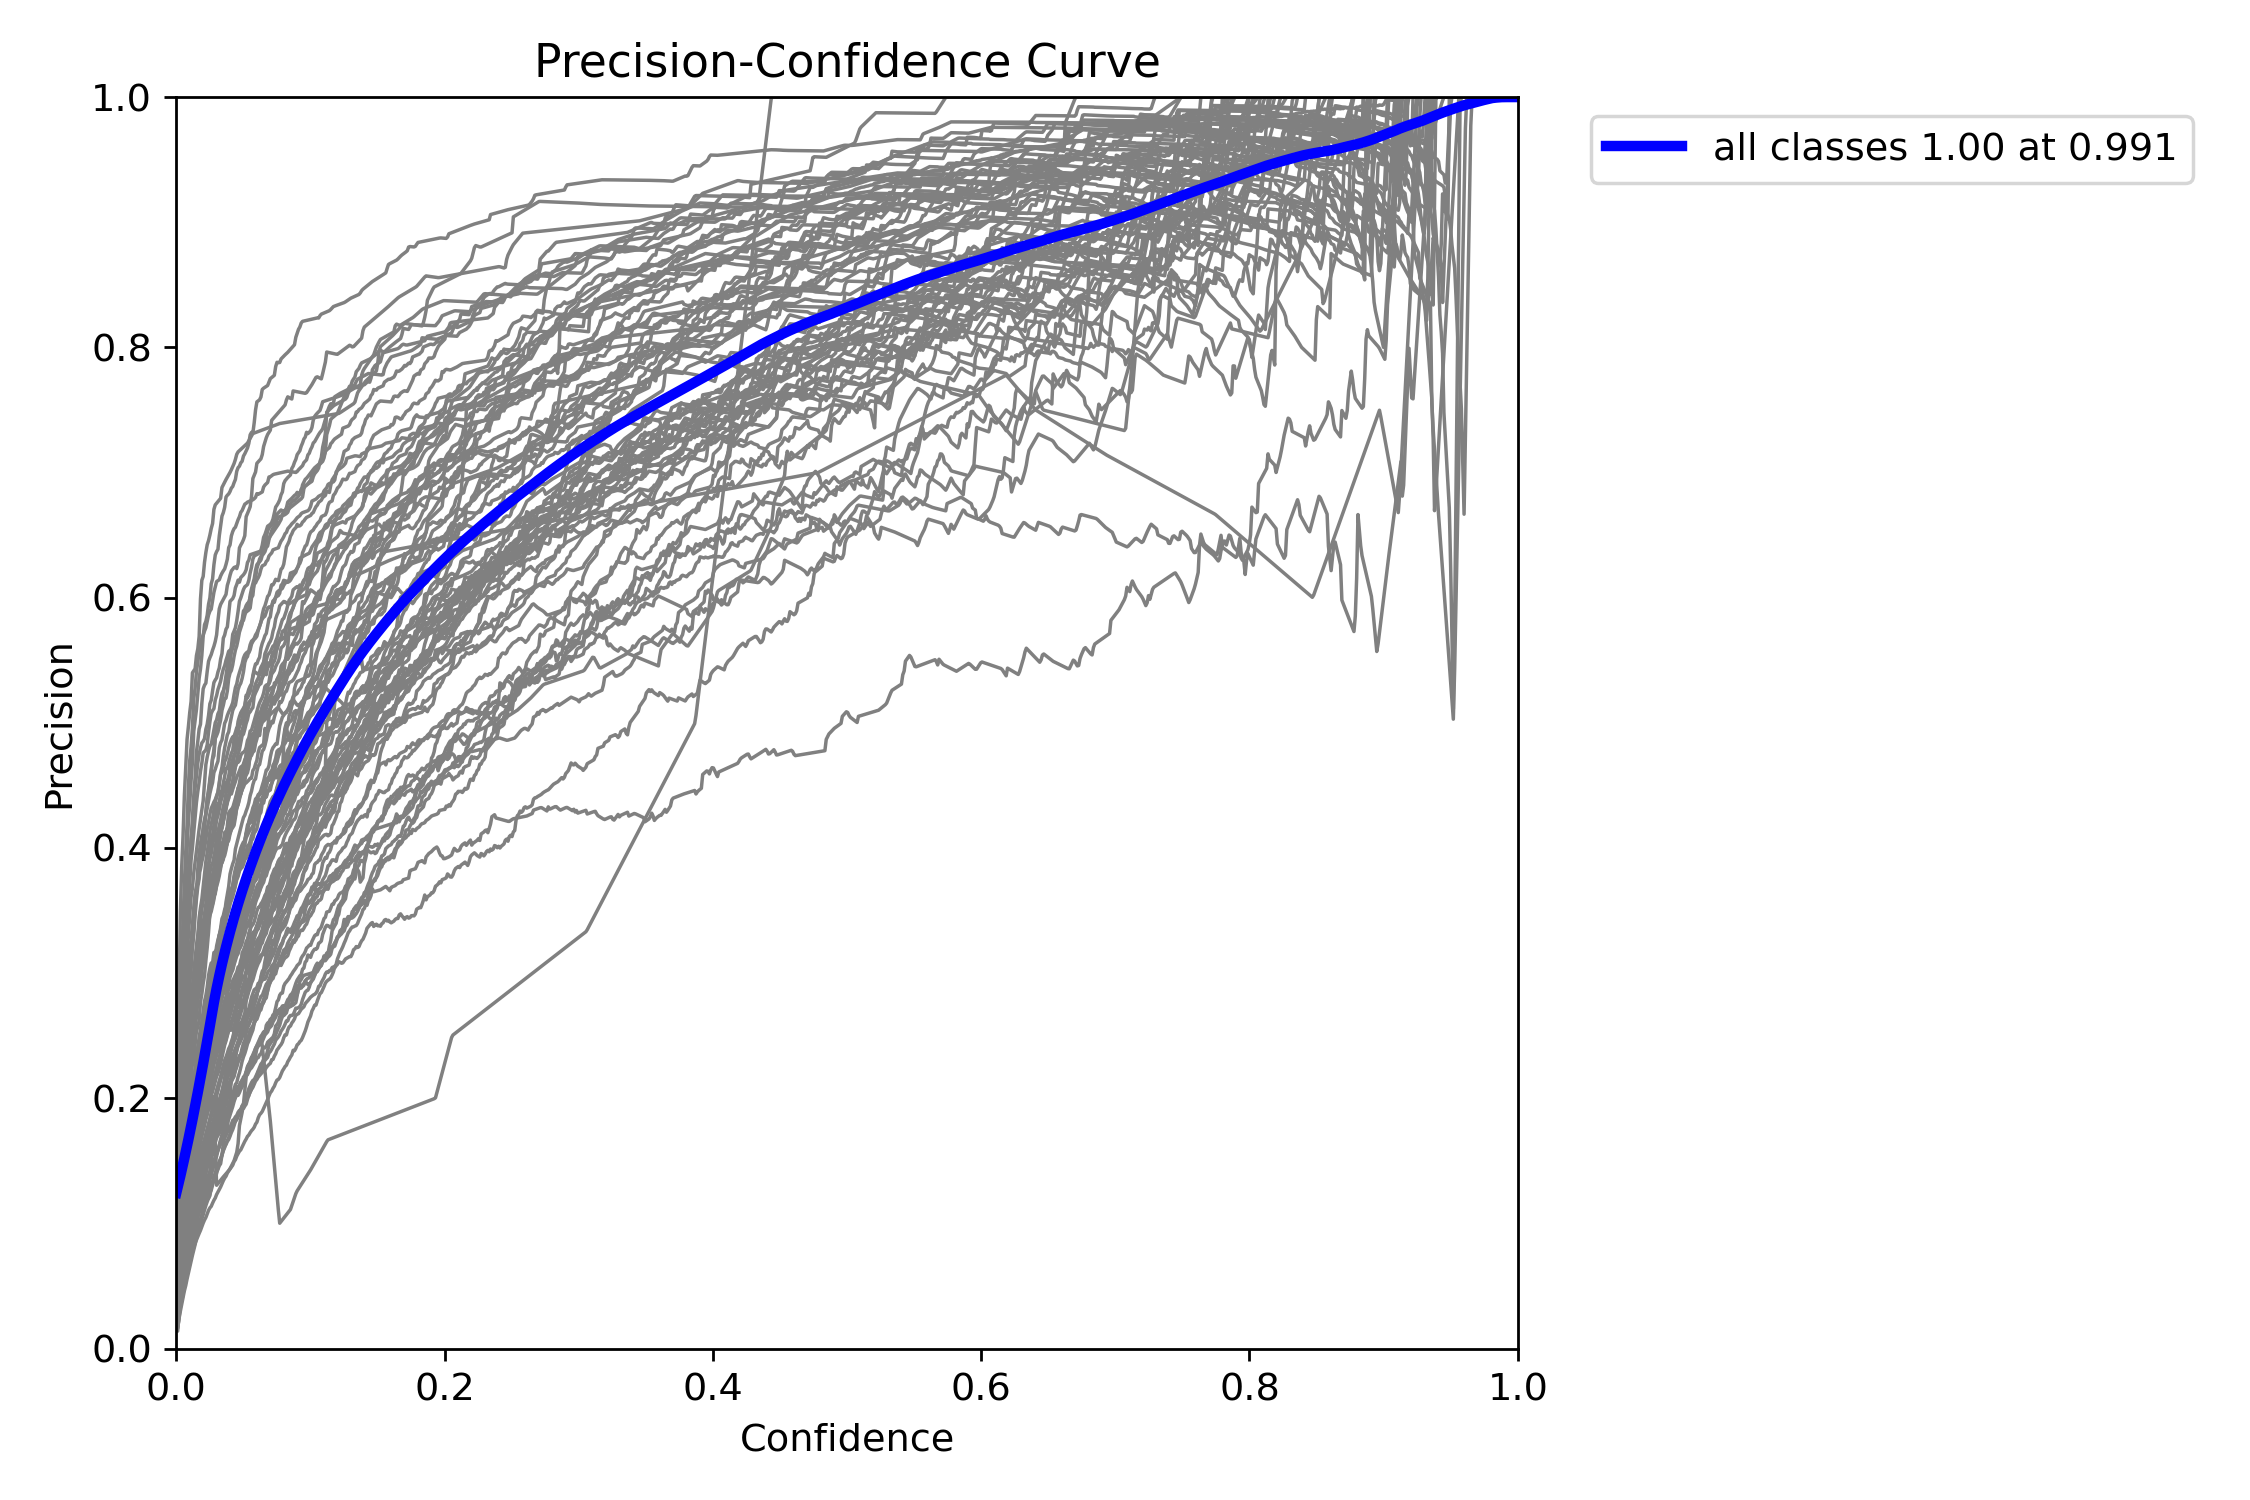 Precision-Confidence Curve
all classes 1.00 at 0.991
Precision
1.0
0.8
0.6
0.4
0.2
0.0
0.0 0.2 0.4 0.6 0.8 1.0
Confidence